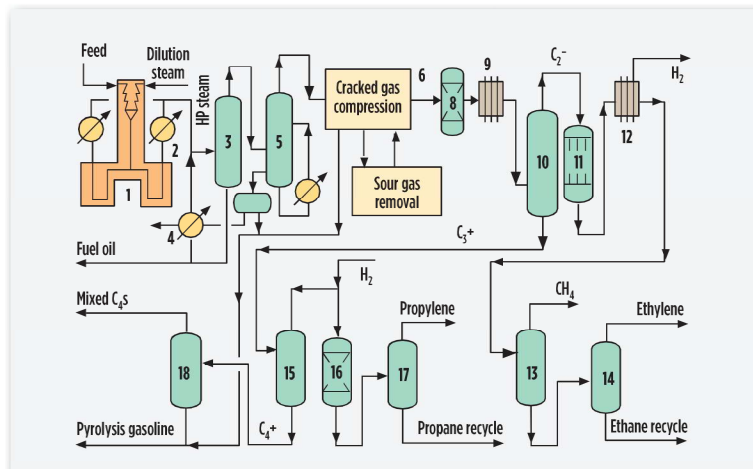 Feed
Dilution
steam
HP steam
1
2
3
4
5
Fuel oil
Cracked gas
compression
Sour gas
removal
6
8
9
10
C₂⁻
11
12
H₂
C₃+
Mixed C₄s
18
Pyrolysis gasoline
C₄+
15
H₂
16
Propylene
17
Propane recycle
CH₄
13
Ethylene
14
Ethane recycle